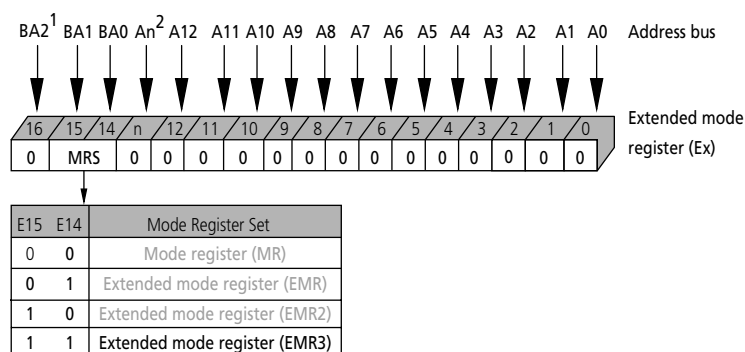 BA2¹ BA1 BA0 An² A12 A11 A10 A9 A8 A7 A6 A5 A4 A3 A2 A1 A0 Address bus
16 15 14 n 12 11 10 9 8 7 6 5 4 3 2 1 0 Extended mode
0 MRS 0 0 0 0 0 0 0 0 0 0 0 0 0 0 register (Ex)
E15 E14 Mode Register Set
0 0 Mode register (MR)
0 1 Extended mode register (EMR)
1 0 Extended mode register (EMR2)
1 1 Extended mode register (EMR3)